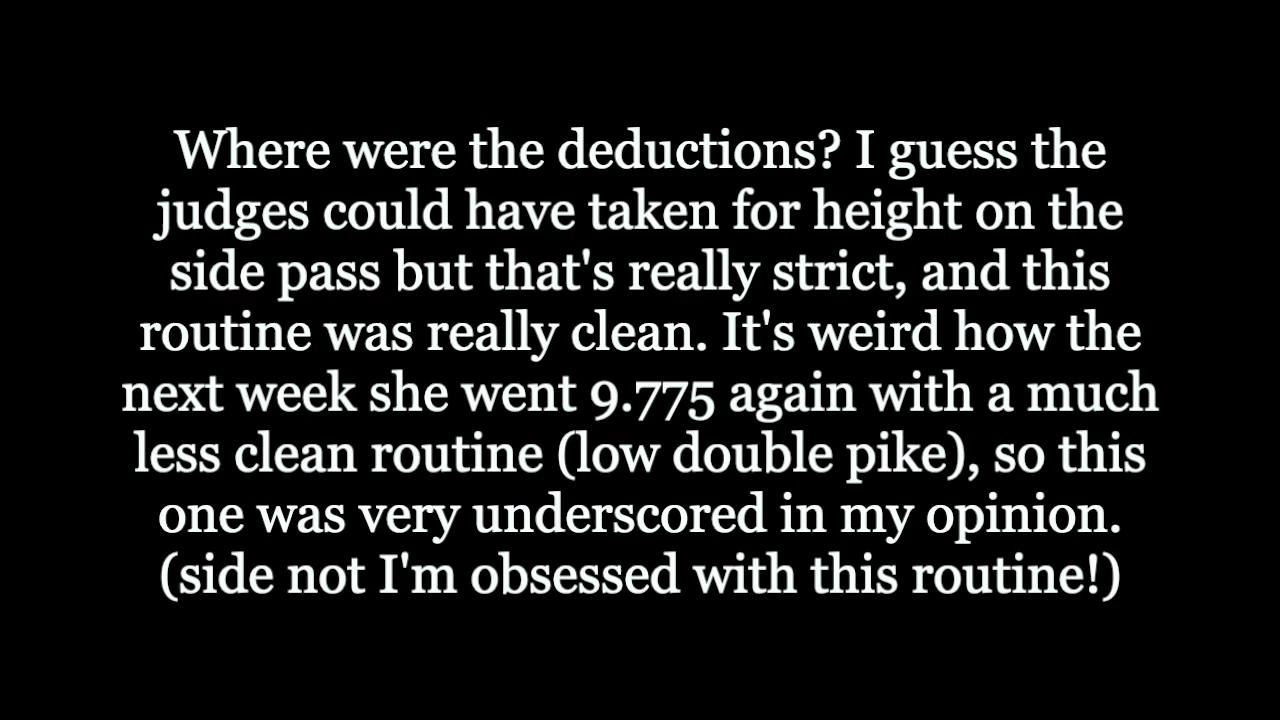 Where were the deductions? I guess the
judges could have taken for height on the
side pass but that's really strict, and this
routine was really clean. It's weird how the
next week she went 9.775 again with a much
less clean routine (low double pike), so this
one was very underscored in my opinion.
(side not I'm obsessed with this routine!)